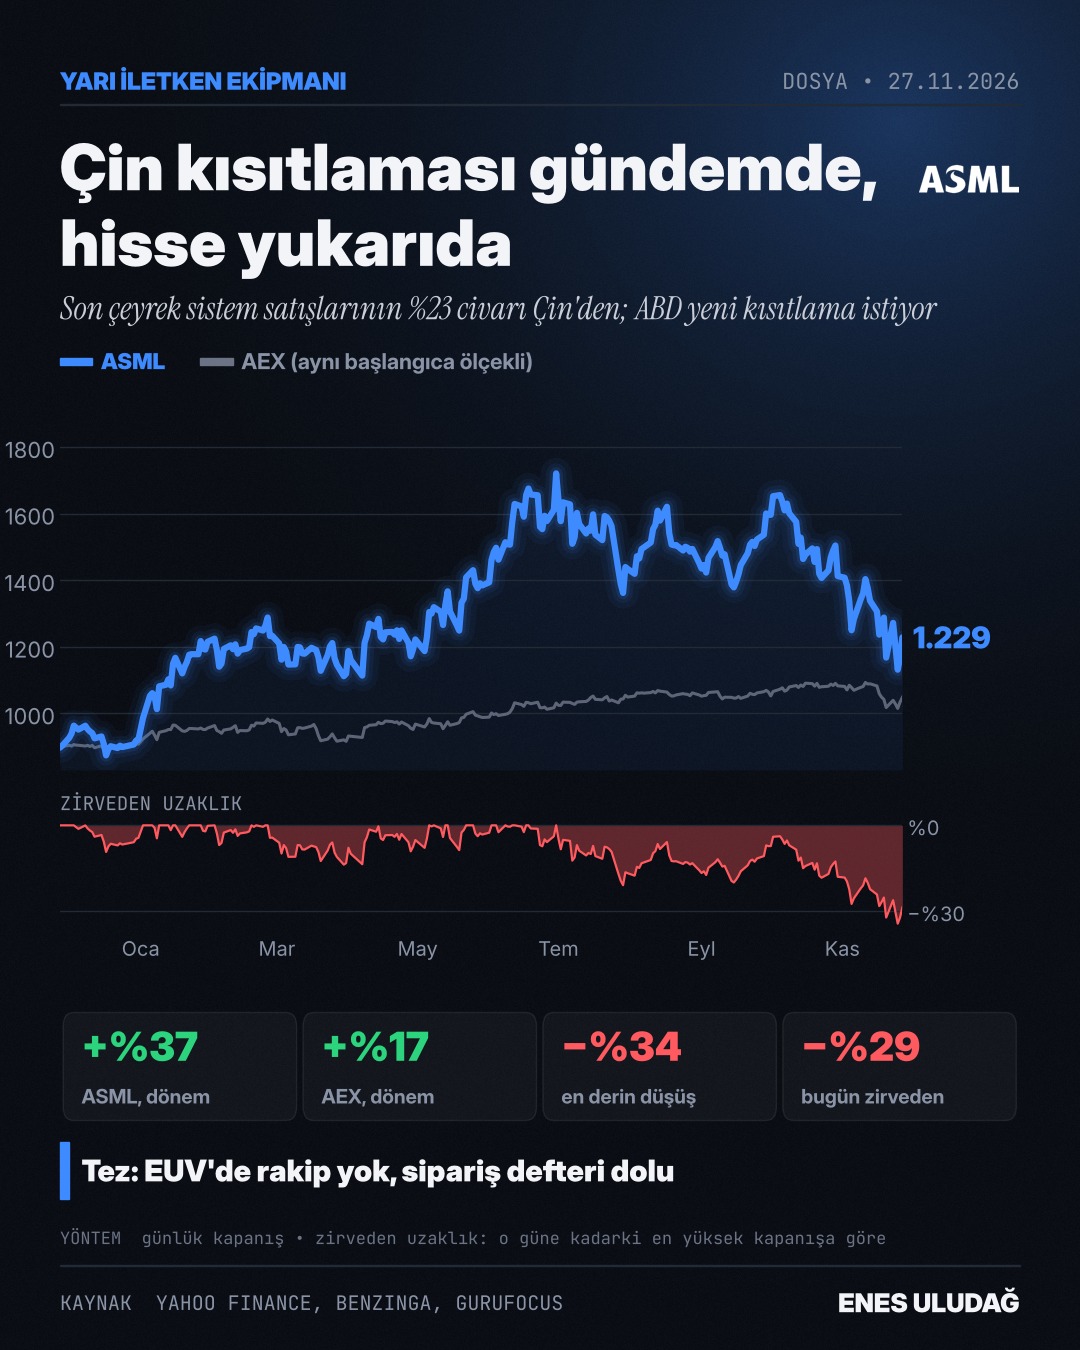 YARI İLETKEN EKİPMANI
DOSYA • 27.11.2026
Çin kısıtlaması gündemde,
hisse yukarıda
ASML
Son çeyrek sistem satışlarının %23 civarı Çin'den; ABD yeni kısıtlama istiyor
ASML
AEX (aynı başlangıca ölçekli)
1800
1600
1400
1200
1000
1.229
ZİRVEDEN UZAKLIK
%0
−%30
Oca Mar May Tem Eyl Kas
+%37
ASML, dönem
+%17
AEX, dönem
−%34
en derin düşüş
−%29
bugün zirveden
Tez: EUV'de rakip yok, sipariş defteri dolu
YÖNTEM günlük kapanış • zirveden uzaklık: o güne kadarki en yüksek kapanışa göre
KAYNAK YAHOO FINANCE, BENZINGA, GURUFOCUS
ENES ULUDAĞ